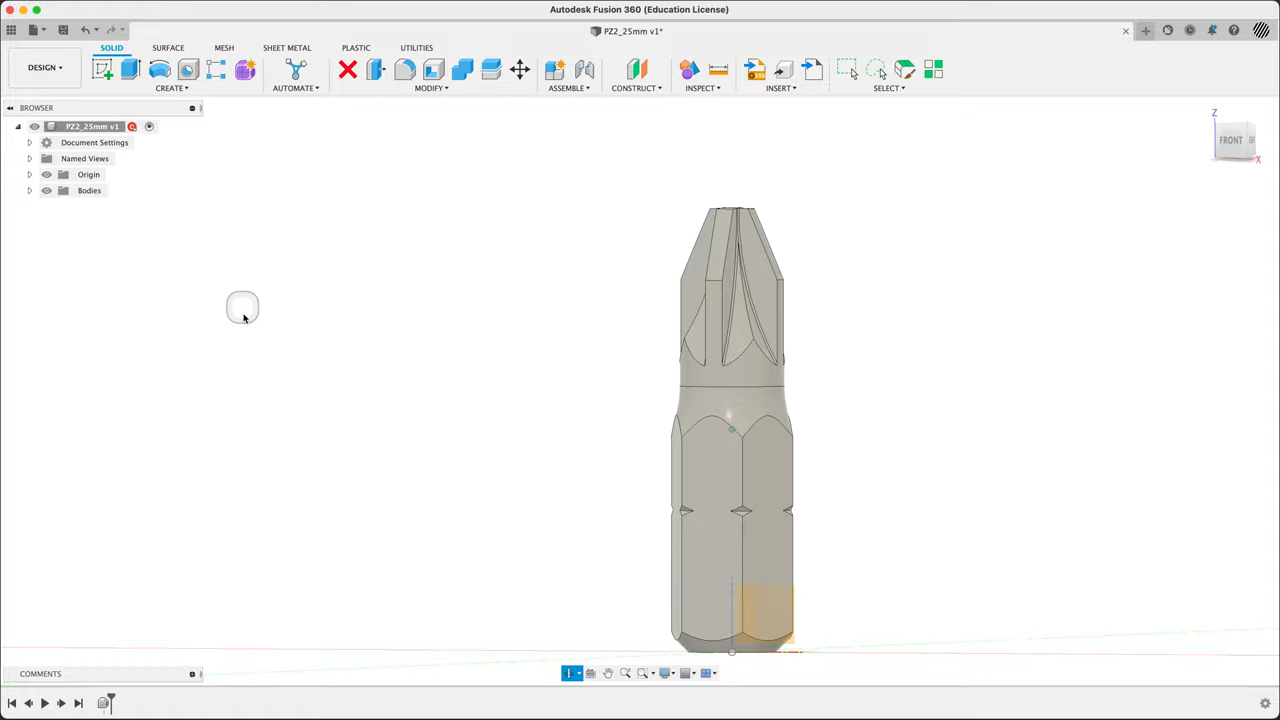 Autodesk Fusion 360 (Education License)
PZ2_25mm v1*
DESIGN
SOLID SURFACE MESH SHEET METAL PLASTIC UTILITIES
CREATE AUTOMATE MODIFY ASSEMBLE CONSTRUCT INSPECT INSERT SELECT
BROWSER
PZ2_25mm v1
Document Settings
Named Views
Origin
Bodies
Z
FRONT
X
COMMENTS